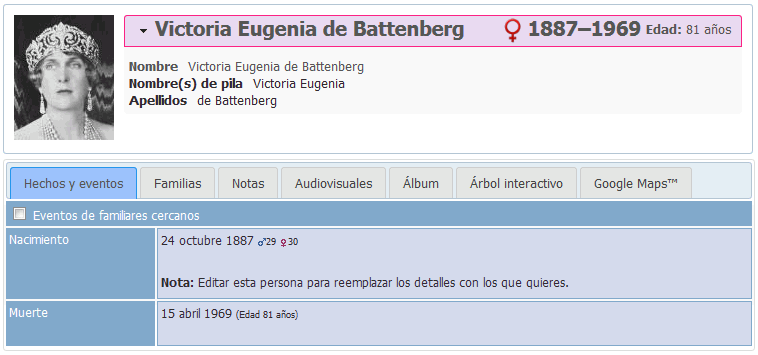 Victoria Eugenia de Battenberg ♀ 1887–1969 Edad: 81 años
Nombre Victoria Eugenia de Battenberg
Nombre(s) de pila Victoria Eugenia
Apellidos de Battenberg
Hechos y eventos Familias Notas Audiovisuales Álbum Árbol interactivo Google Maps™
Eventos de familiares cercanos
Nacimiento 24 octubre 1887 ♂29 ♀30
Nota: Editar esta persona para reemplazar los detalles con los que quieres.
Muerte 15 abril 1969 (Edad 81 años)